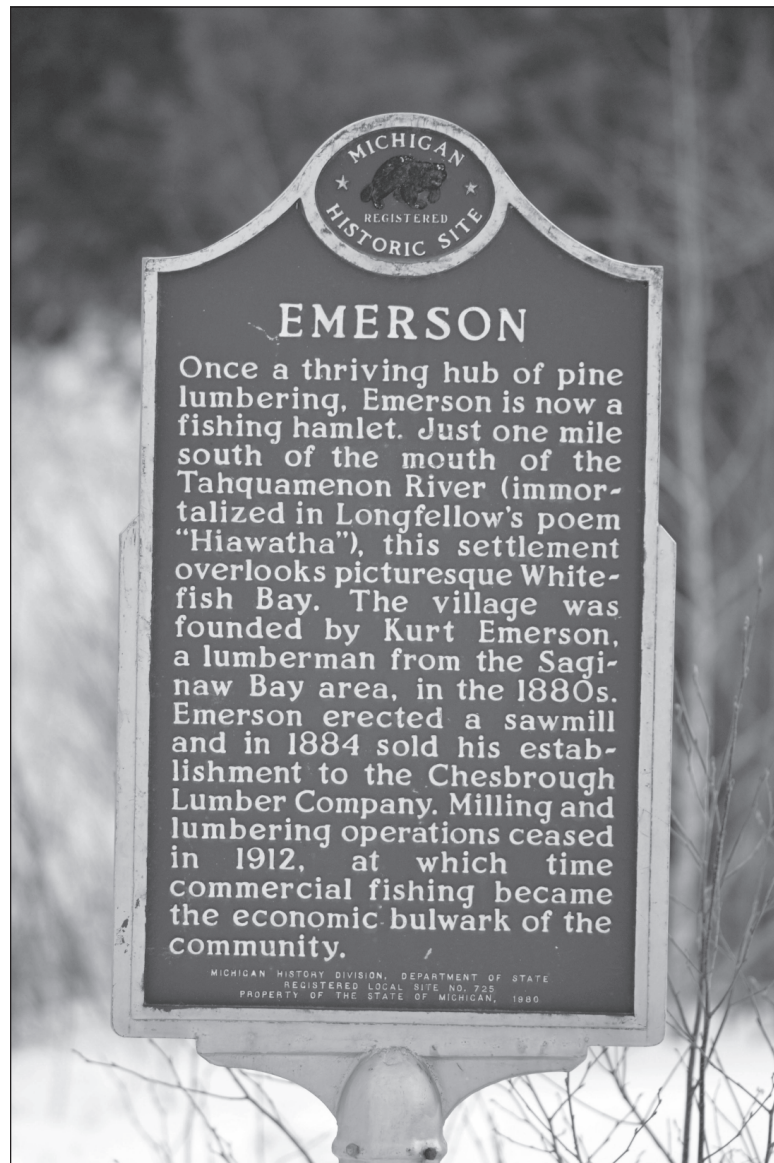 MICHIGAN
REGISTERED
HISTORIC SITE
EMERSON
Once a thriving hub of pine
lumbering, Emerson is now a
fishing hamlet. Just one mile
south of the mouth of the
Tahquamenon River (immor-
talized in Longfellow's poem
"Hiawatha"), this settlement
overlooks picturesque White-
fish Bay. The village was
founded by Kurt Emerson,
a lumberman from the Sagi-
naw Bay area, in the 1880s.
Emerson erected a sawmill
and in 1884 sold his estab-
lishment to the Chesbrough
Lumber Company. Milling and
lumbering operations ceased
in 1912, at which time
commercial fishing became
the economic bulwark of the
community.
MICHIGAN HISTORY DIVISION, DEPARTMENT OF STATE
REGISTERED LOCAL SITE NO. 725
PROPERTY OF THE STATE OF MICHIGAN, 1980